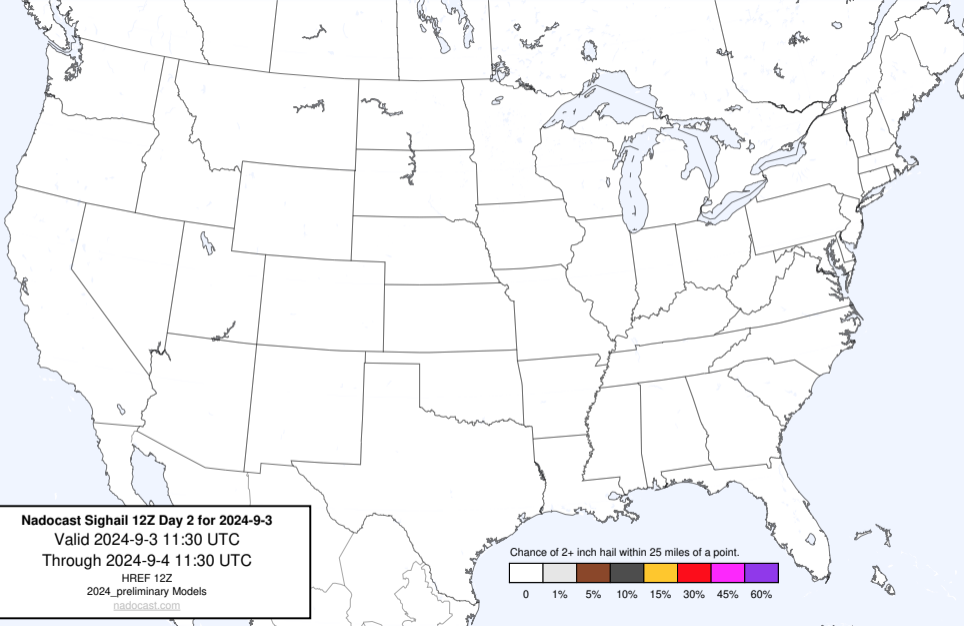 Nadocast Sighail 12Z Day 2 for 2024-9-3
Valid 2024-9-3 11:30 UTC
Through 2024-9-4 11:30 UTC
HREF 12Z
2024_preliminary Models
nadocast.com
Chance of 2+ inch hail within 25 miles of a point.
0 1% 5% 10% 15% 30% 45% 60%